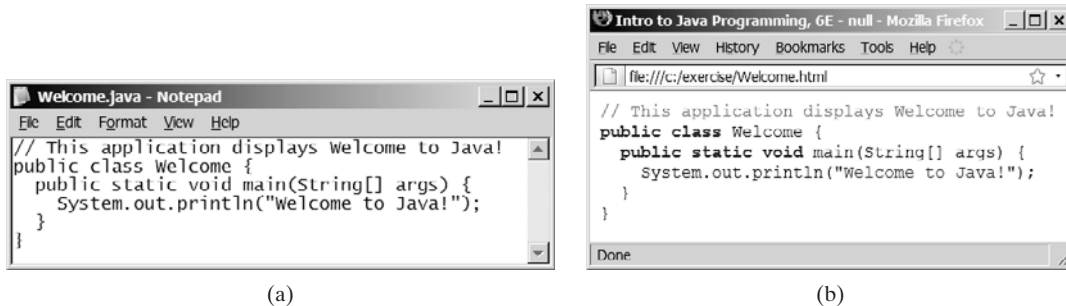 Welcome.java - Notepad
File Edit Format View Help
// This application displays Welcome to Java!
public class Welcome {
  public static void main(String[] args) {
    System.out.println("Welcome to Java!");
  }
}
(a)
Intro to Java Programming, 6E - null - Mozilla Firefox
File Edit View History Bookmarks Tools Help
file:///c:/exercise/Welcome.html
// This application displays Welcome to Java!
public class Welcome {
  public static void main(String[] args) {
    System.out.println("Welcome to Java!");
  }
}
Done
(b)